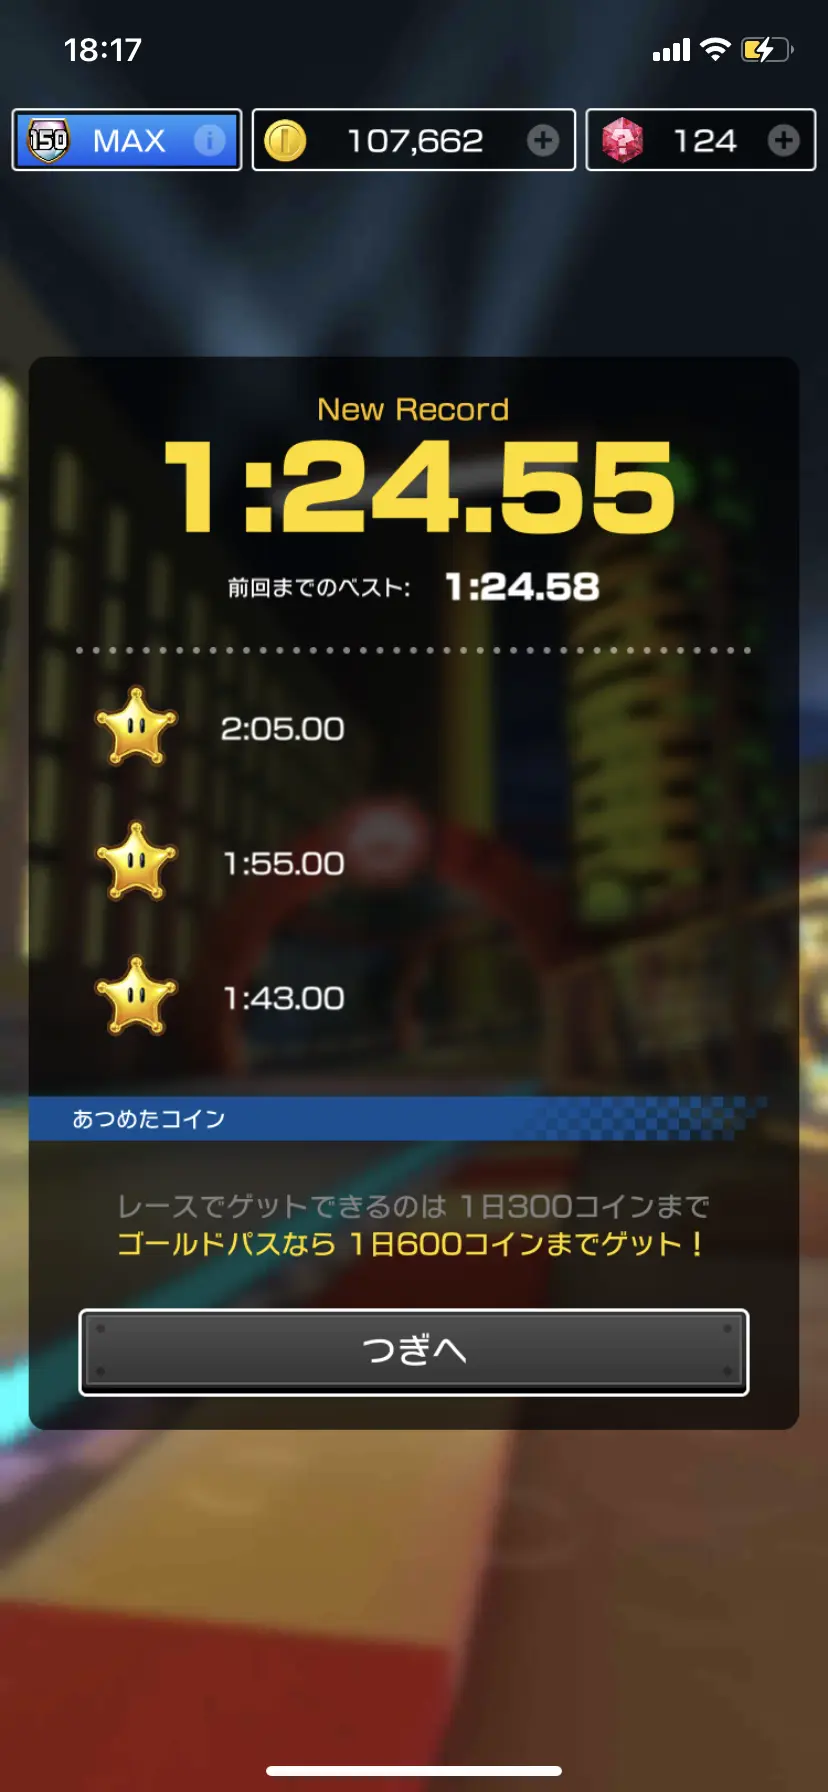 18:17
150 MAX i 107,662 + 124 +
New Record
1:24.55
前回までのベスト: 1:24.58
2:05.00
1:55.00
1:43.00
あつめたコイン
レースでゲットできるのは 1日300コインまで
ゴールドパスなら 1日600コインまでゲット！
つぎへ